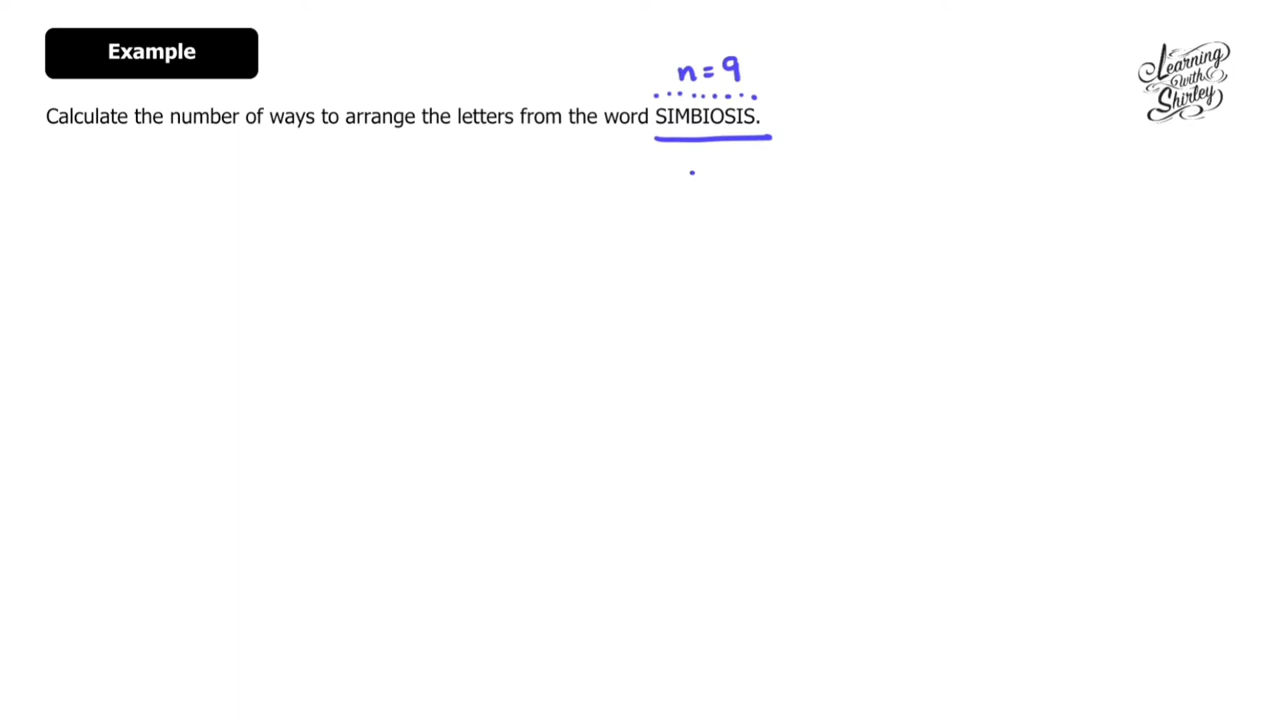 Example
n = 9
Calculate the number of ways to arrange the letters from the word SIMBIOSIS.
Learning
with
Shirley